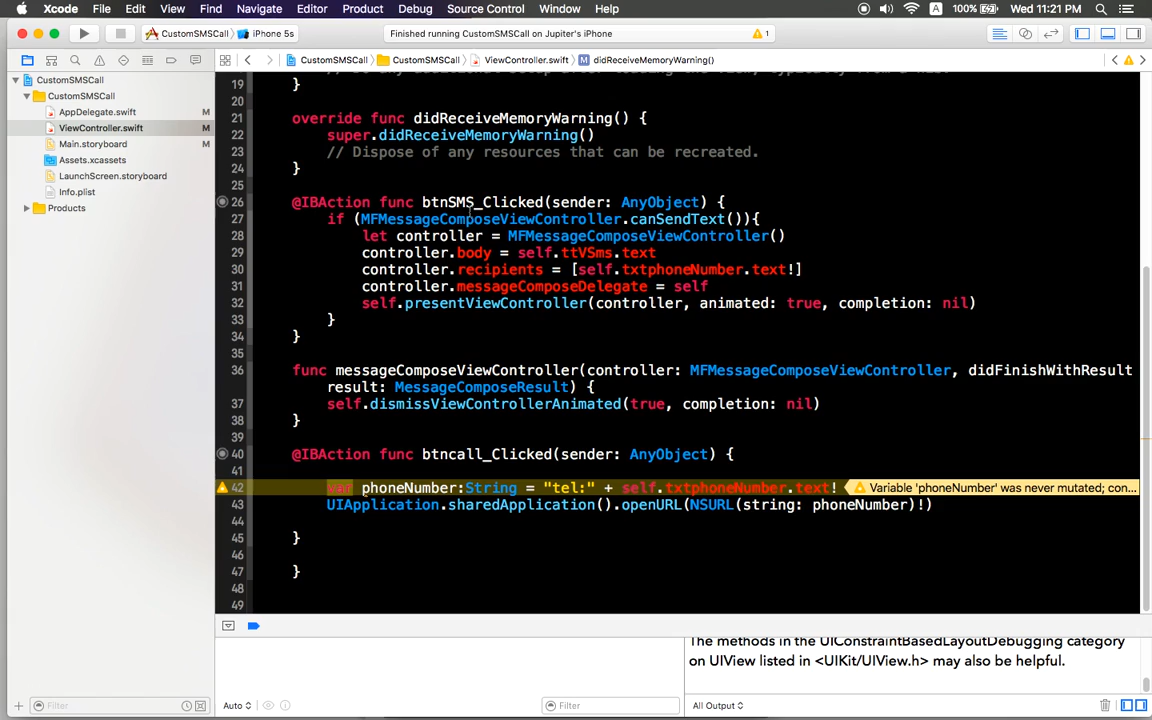 Xcode File Edit View Find Navigate Editor Product Debug Source Control Window Help A 100% Wed 11:21 PM
CustomSMSCall iPhone 5s Finished running CustomSMSCall on Jupiter's iPhone 1
CustomSMSCall CustomSMSCall ViewController.swift M didReceiveMemoryWarning()
CustomSMSCall
CustomSMSCall
AppDelegate.swift M
ViewController.swift M
Main.storyboard M
Assets.xcassets
LaunchScreen.storyboard
Info.plist
Products
19 }
20
21 override func didReceiveMemoryWarning() {
22 super.didReceiveMemoryWarning()
23 // Dispose of any resources that can be recreated.
24 }
25
26 @IBAction func btnSMS_Clicked(sender: AnyObject) {
27 if (MFMessageComposeViewController.canSendText()){
28 let controller = MFMessageComposeViewController()
29 controller.body = self.ttVSms.text
30 controller.recipients = [self.txtphoneNumber.text!]
31 controller.messageComposeDelegate = self
32 self.presentViewController(controller, animated: true, completion: nil)
33 }
34 }
35
36 func messageComposeViewController(controller: MFMessageComposeViewController, didFinishWithResult
result: MessageComposeResult) {
37 self.dismissViewControllerAnimated(true, completion: nil)
38 }
39
40 @IBAction func btncall_Clicked(sender: AnyObject) {
41
42 var phoneNumber:String = "tel:" + self.txtphoneNumber.text! Variable 'phoneNumber' was never mutated; con...
43 UIApplication.sharedApplication().openURL(NSURL(string: phoneNumber)!)
44
45 }
46
47 }
48
49
The methods in the UIConstraintBasedLayoutDebugging category
on UIView listed in <UIKit/UIView.h> may also be helpful.
Filter Auto Filter All Output